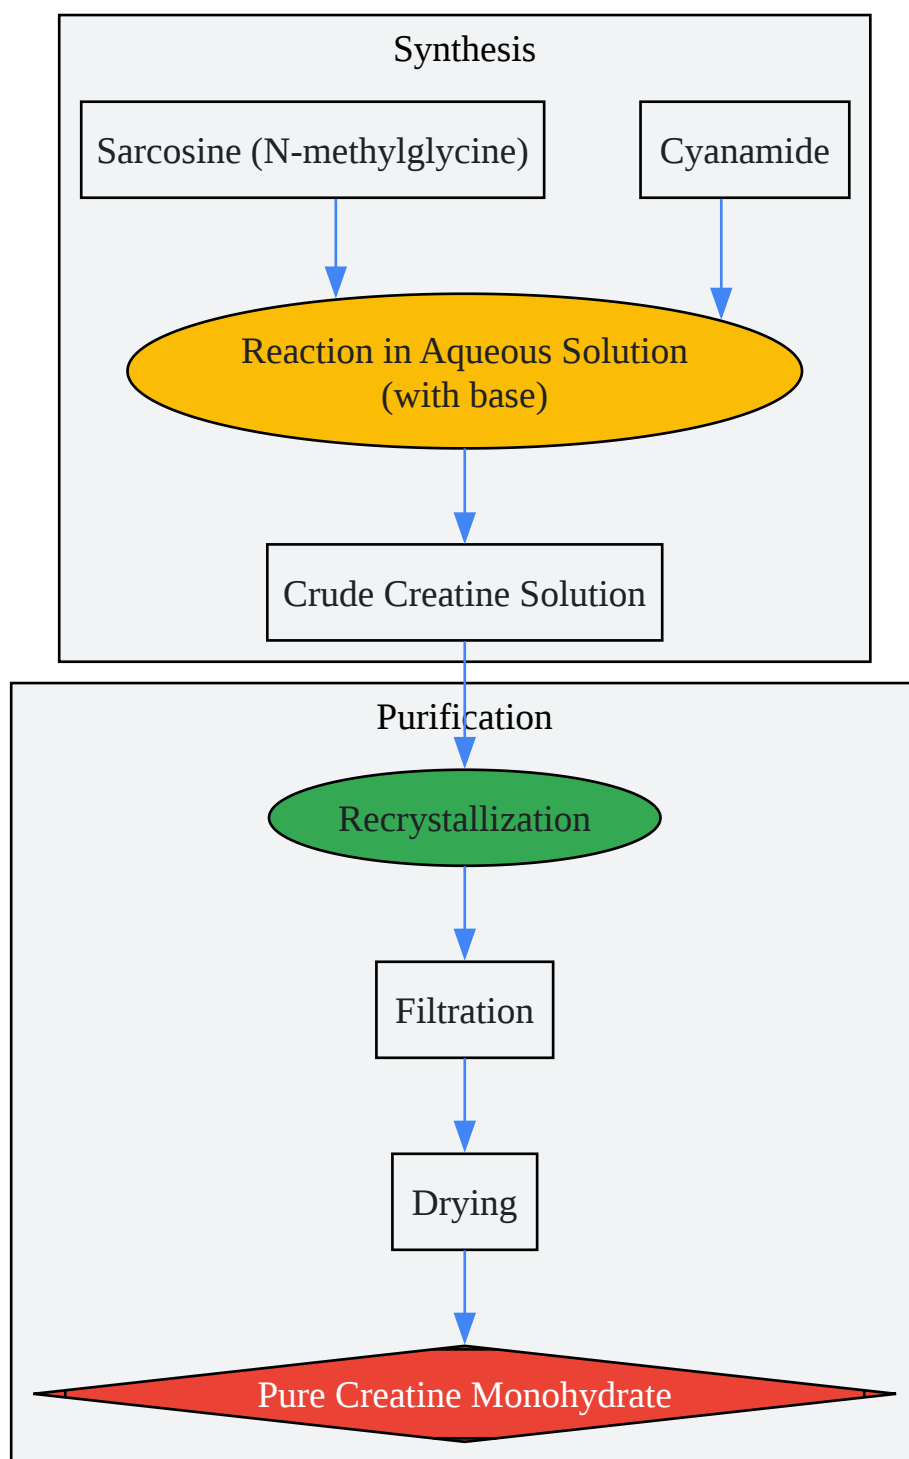 Synthesis
Sarcosine (N-methylglycine)
Cyanamide
Reaction in Aqueous Solution
(with base)
Crude Creatine Solution
Purification
Recrystallization
Filtration
Drying
Pure Creatine Monohydrate